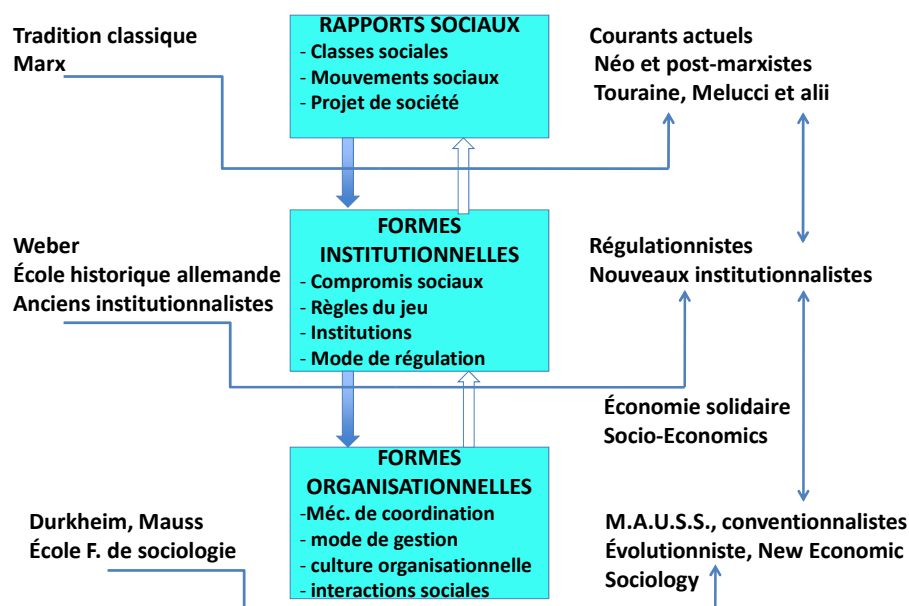 Tradition classique
Marx
RAPPORTS SOCIAUX
- Classes sociales
- Mouvements sociaux
- Projet de société
Courants actuels
Néo et post-marxistes
Touraine, Melucci et alii
Weber
École historique allemande
Anciens institutionnalistes
FORMES
INSTITUTIONNELLES
- Compromis sociaux
- Règles du jeu
- Institutions
- Mode de régulation
Régulationnistes
Nouveaux institutionnalistes
Économie solidaire
Socio-Economics
Durkheim, Mauss
École F. de sociologie
FORMES
ORGANISATIONNELLES
-Méc. de coordination
- mode de gestion
- culture organisationnelle
- interactions sociales
M.A.U.S.S., conventionnalistes
Évolutionniste, New Economic
Sociology